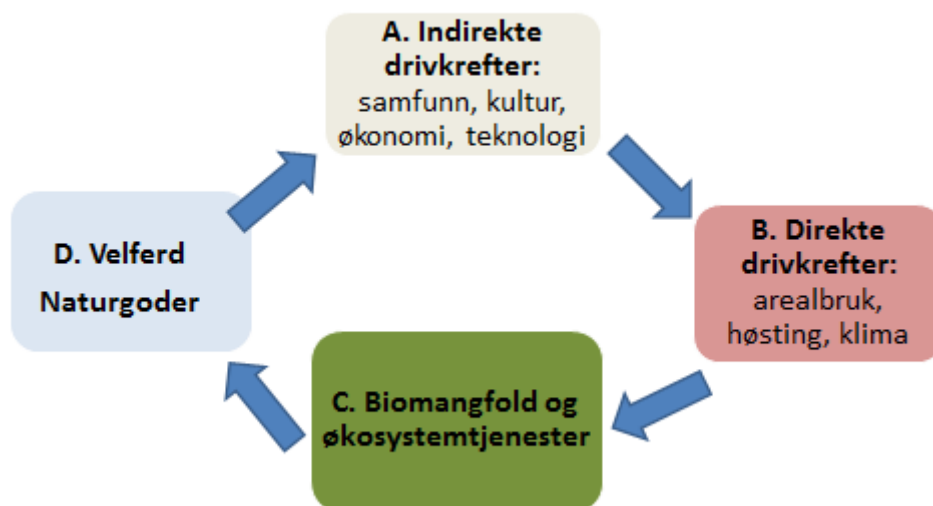 A. Indirekte
drivkrefter:
samfunn, kultur,
økonomi, teknologi
B. Direkte
drivkrefter:
arealbruk,
høsting, klima
C. Biomangfold og
økosystemtjenester
D. Velferd
Naturgoder